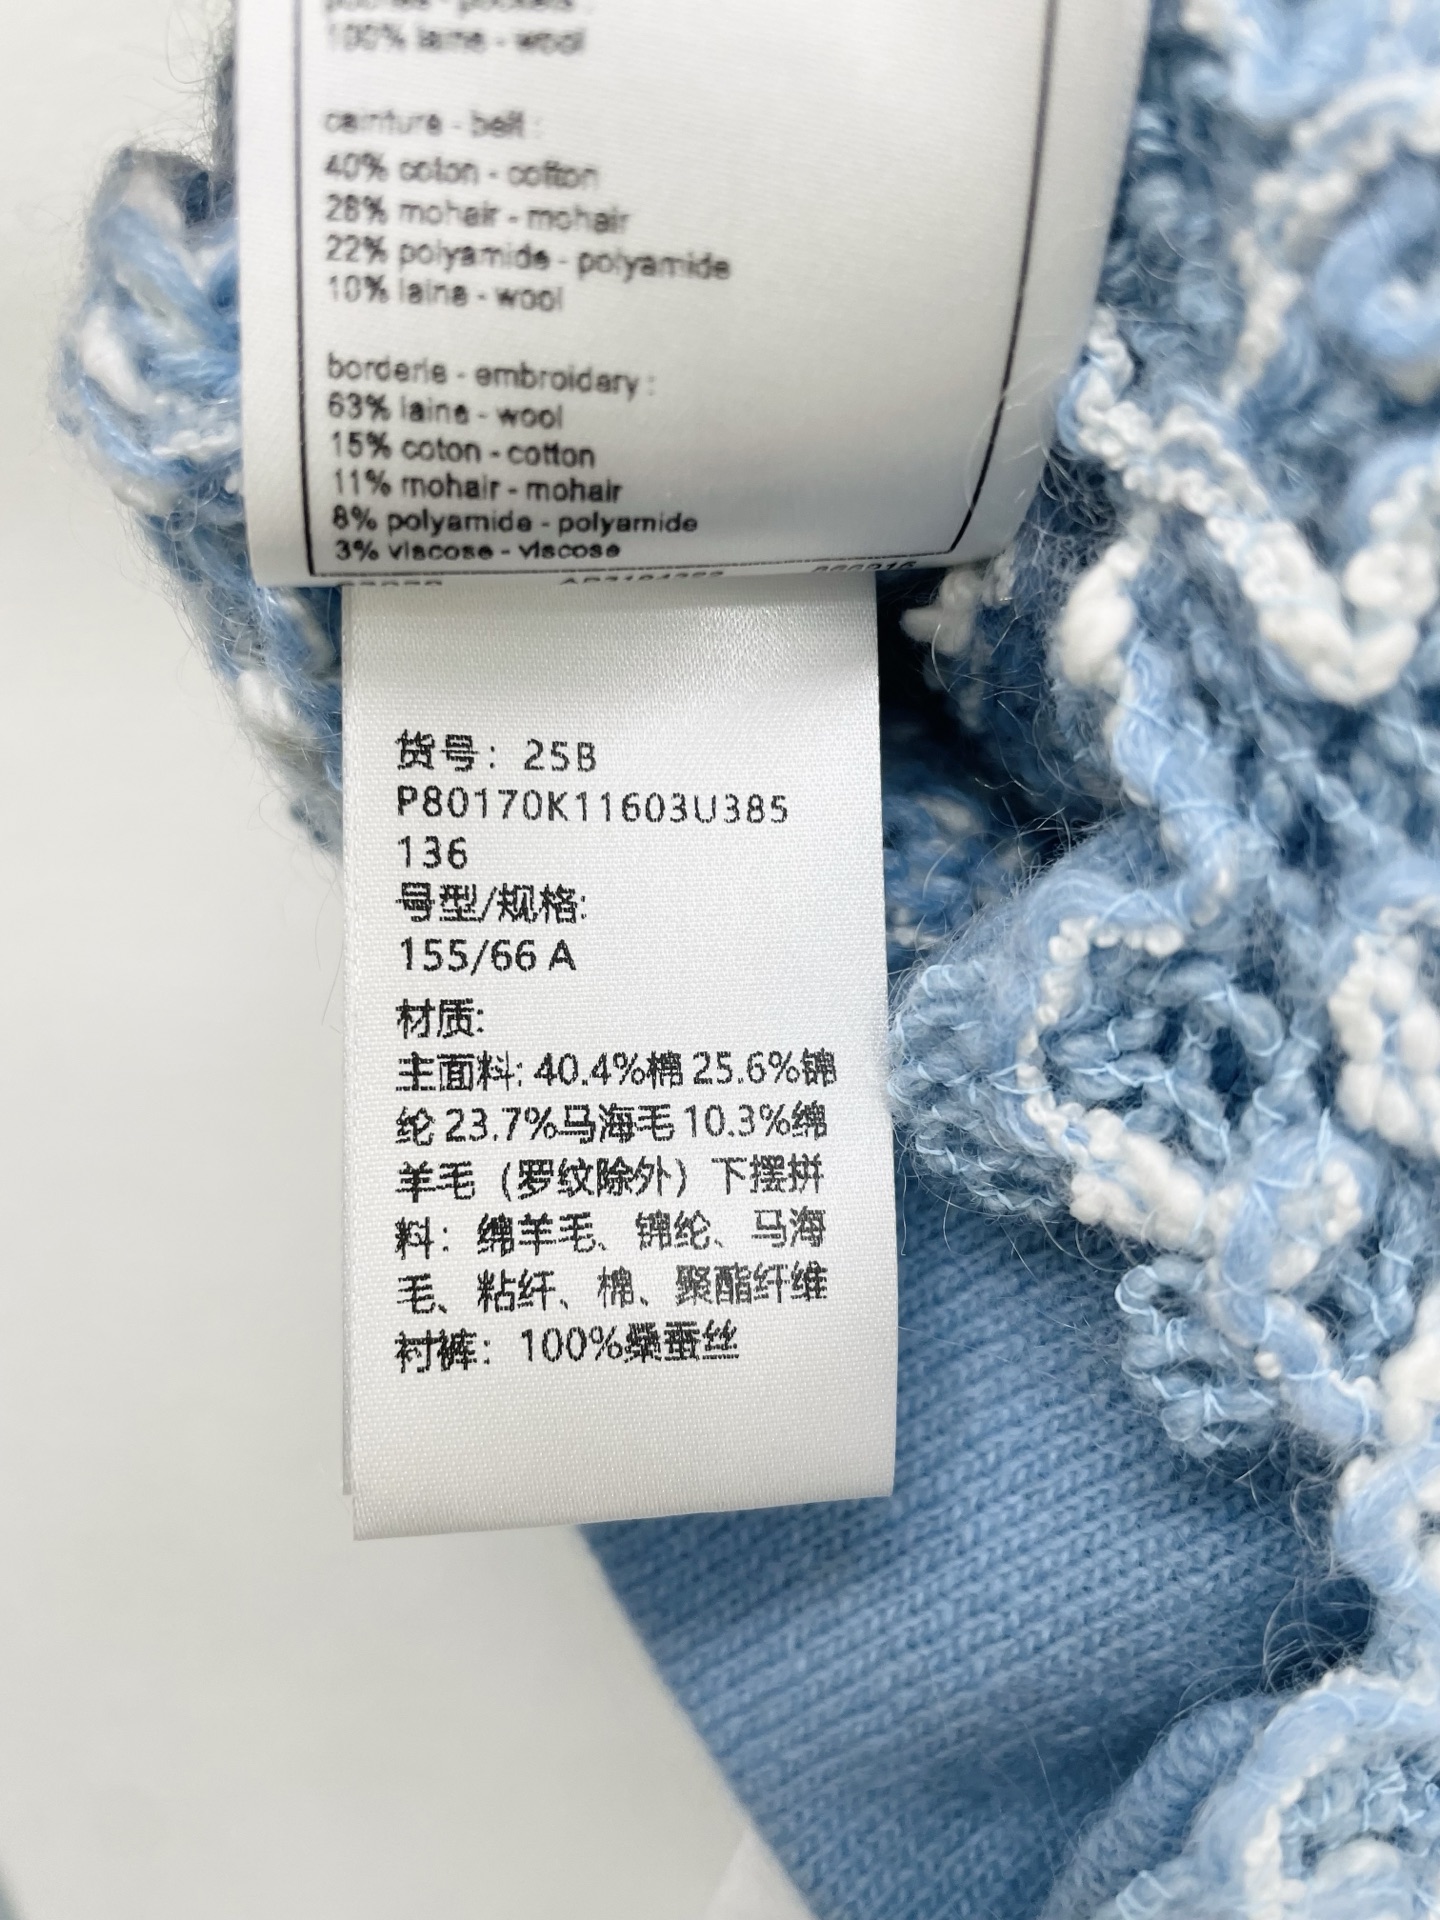 poches - pockets :
100% laine - wool
ceinture - belt :
40% coton - cotton
28% mohair - mohair
22% polyamide - polyamide
10% laine - wool
borderie - embroidery :
63% laine - wool
15% coton - cotton
11% mohair - mohair
8% polyamide - polyamide
3% viscose - viscose
货号：25B
P80170K11603U385
136
号型/规格:
155/66 A
材质:
主面料: 40.4%棉 25.6%锦
纶 23.7%马海毛 10.3%绵
羊毛（罗纹除外）下摆拼
料：绵羊毛、锦纶、马海
毛、粘纤、棉、聚酯纤维
衬裤：100%桑蚕丝